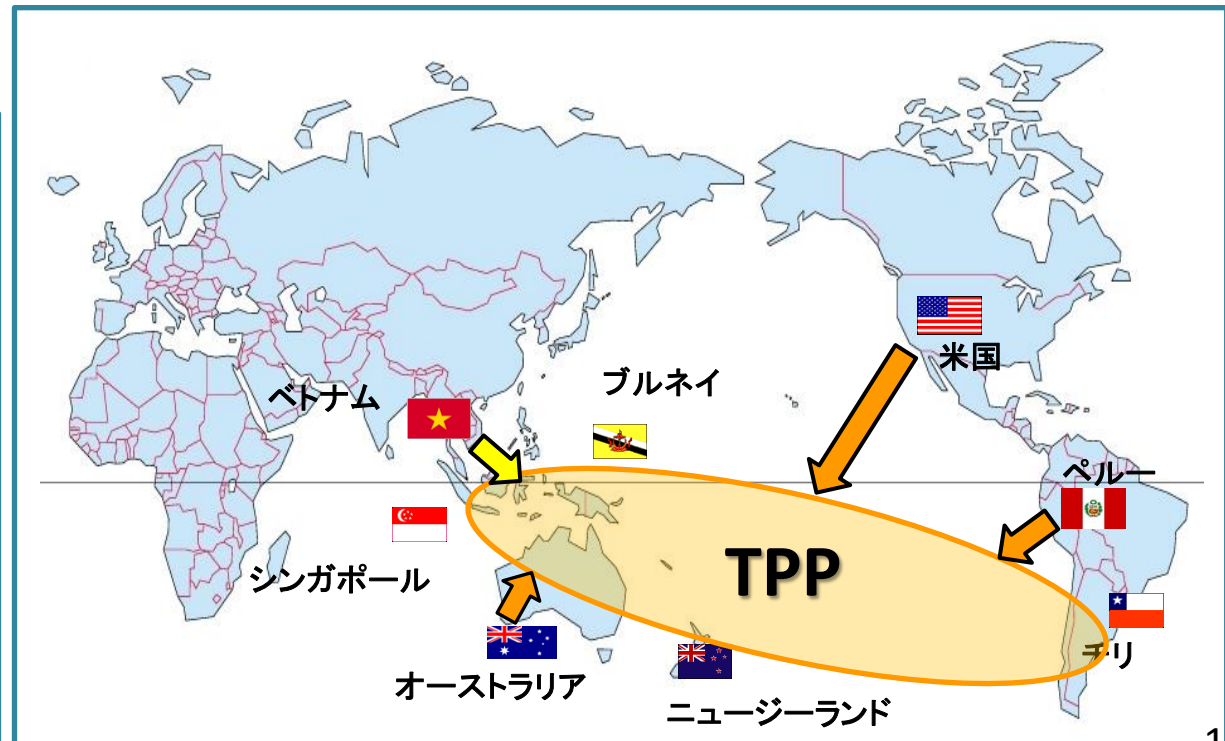 米国
ブルネイ
ベトナム
ペルー
TPP
シンガポール
チリ
オーストラリア
ニュージーランド
1